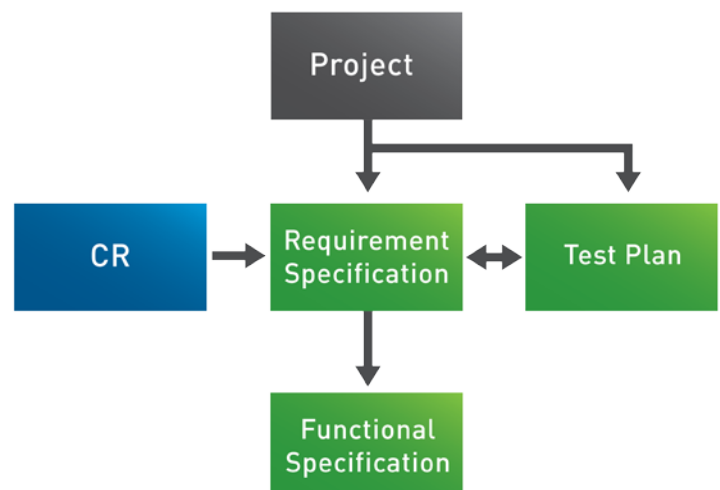 Project
CR
Requirement
Specification
Test Plan
Functional
Specification